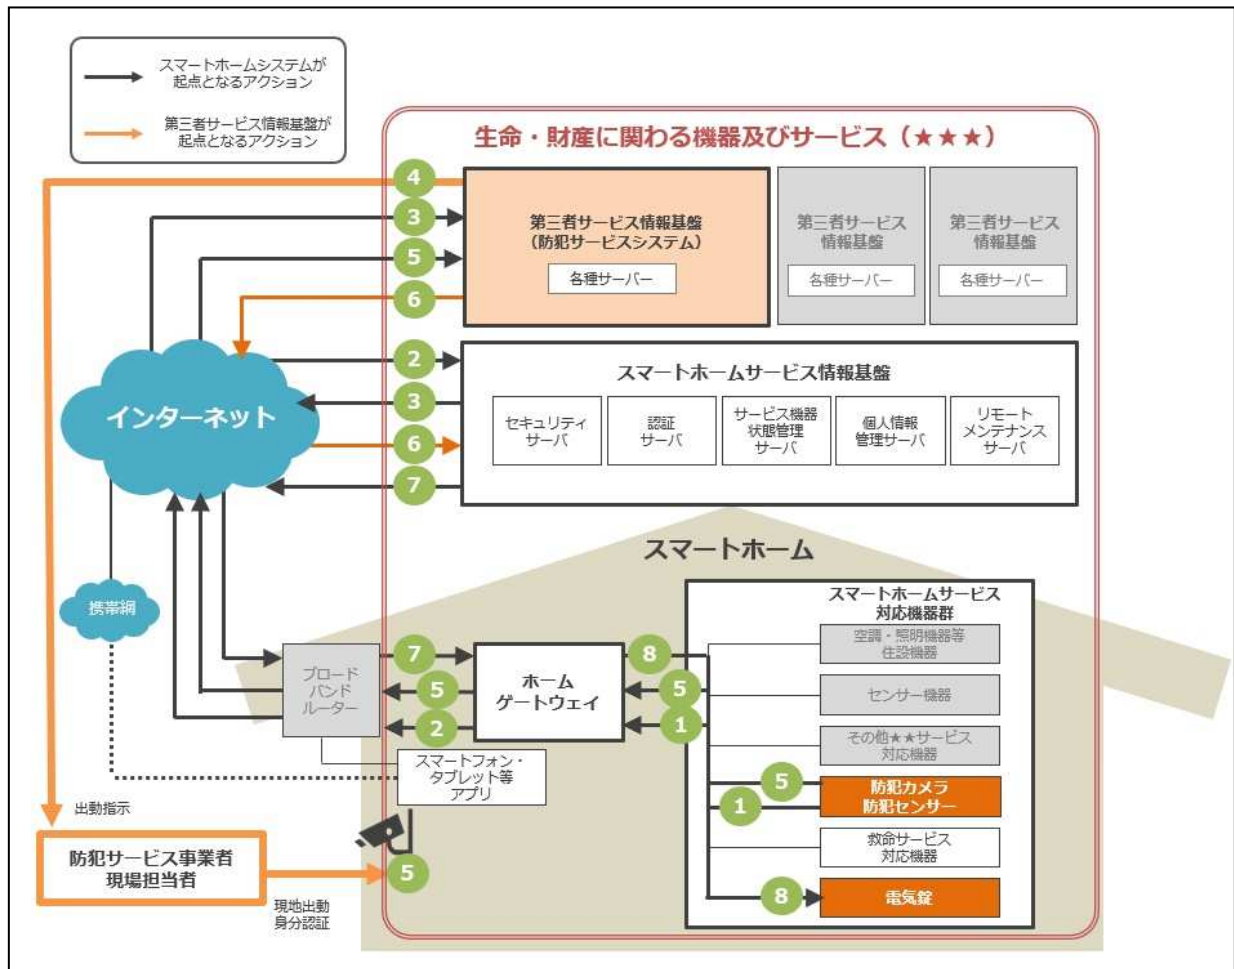 スマートホームシステムが
起点となるアクション
第三者サービス情報基盤が
起点となるアクション
生命・財産に関わる機器及びサービス（★★★）
4
3
5
6
第三者サービス情報基盤
（防犯サービスシステム）
各種サーバー
第三者サービス
情報基盤
各種サーバー
第三者サービス
情報基盤
各種サーバー
インターネット
2
3
6
7
スマートホームサービス情報基盤
セキュリティ
サーバ
認証
サーバ
サービス機器
状態管理
サーバ
個人情報
管理サーバ
リモート
メンテナンス
サーバ
スマートホーム
携帯網
ブロード
バンド
ルーター
7
5
2
ホーム
ゲートウェイ
8
5
1
スマートホームサービス
対応機器群
空調・照明機器等
住設機器
センサー機器
その他★★サービス
対応機器
5
1
防犯カメラ
防犯センサー
救命サービス
対応機器
8
電気錠
スマートフォン・
タブレット等
アプリ
出動指示
防犯サービス事業者
現場担当者
5
現地出動
身分認証